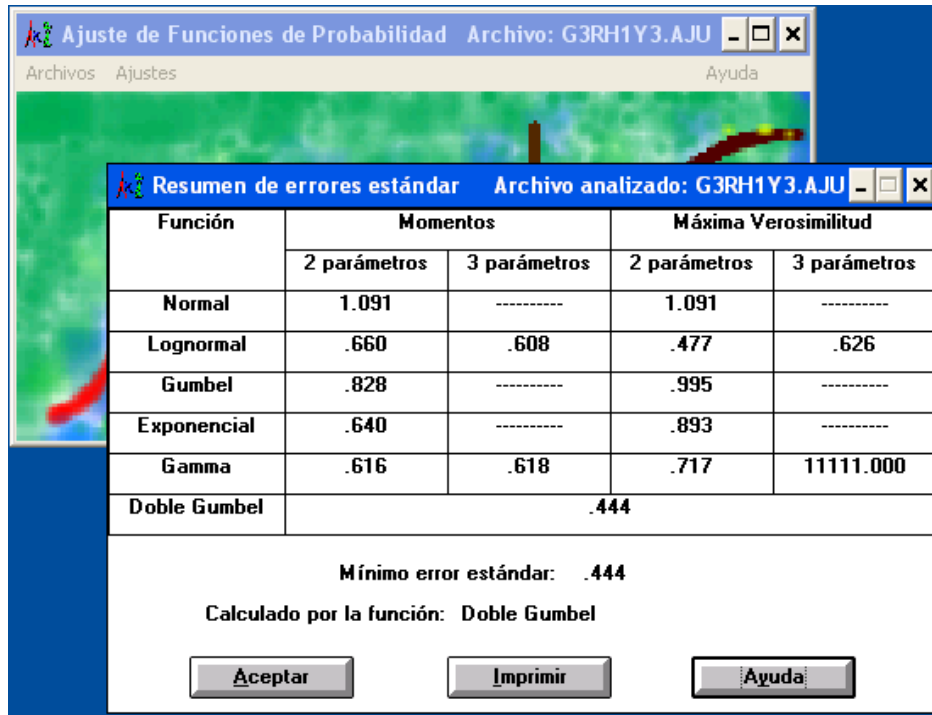 Ajuste de Funciones de Probabilidad Archivo: G3RH1Y3.AJU
Archivos Ajustes Ayuda
Resumen de errores estándar Archivo analizado: G3RH1Y3.AJU
Función Momentos Máxima Verosimilitud
2 parámetros 3 parámetros 2 parámetros 3 parámetros
Normal 1.091 ---------- 1.091 ----------
Lognormal .660 .608 .477 .626
Gumbel .828 ---------- .995 ----------
Exponencial .640 ---------- .893 ----------
Gamma .616 .618 .717 11111.000
Doble Gumbel .444
Mínimo error estándar: .444
Calculado por la función: Doble Gumbel
Aceptar Imprimir Ayuda